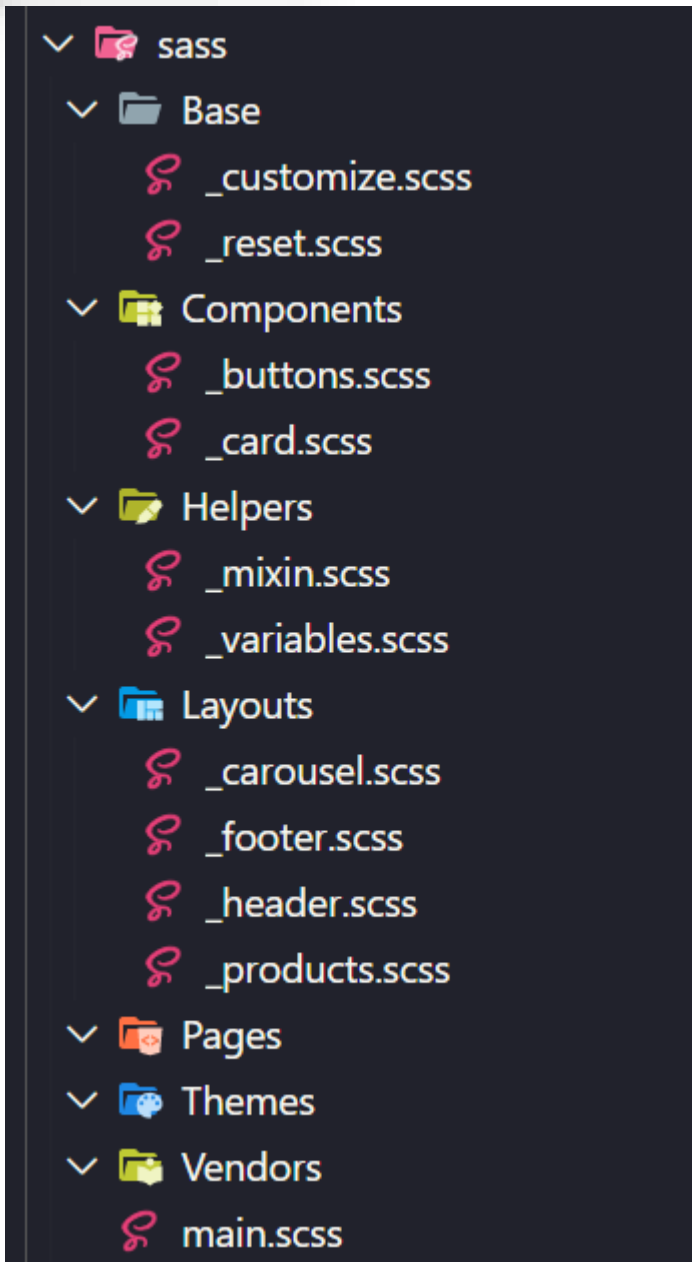 sass
Base
_customize.scss
_reset.scss
Components
_buttons.scss
_card.scss
Helpers
_mixin.scss
_variables.scss
Layouts
_carousel.scss
_footer.scss
_header.scss
_products.scss
Pages
Themes
Vendors
main.scss